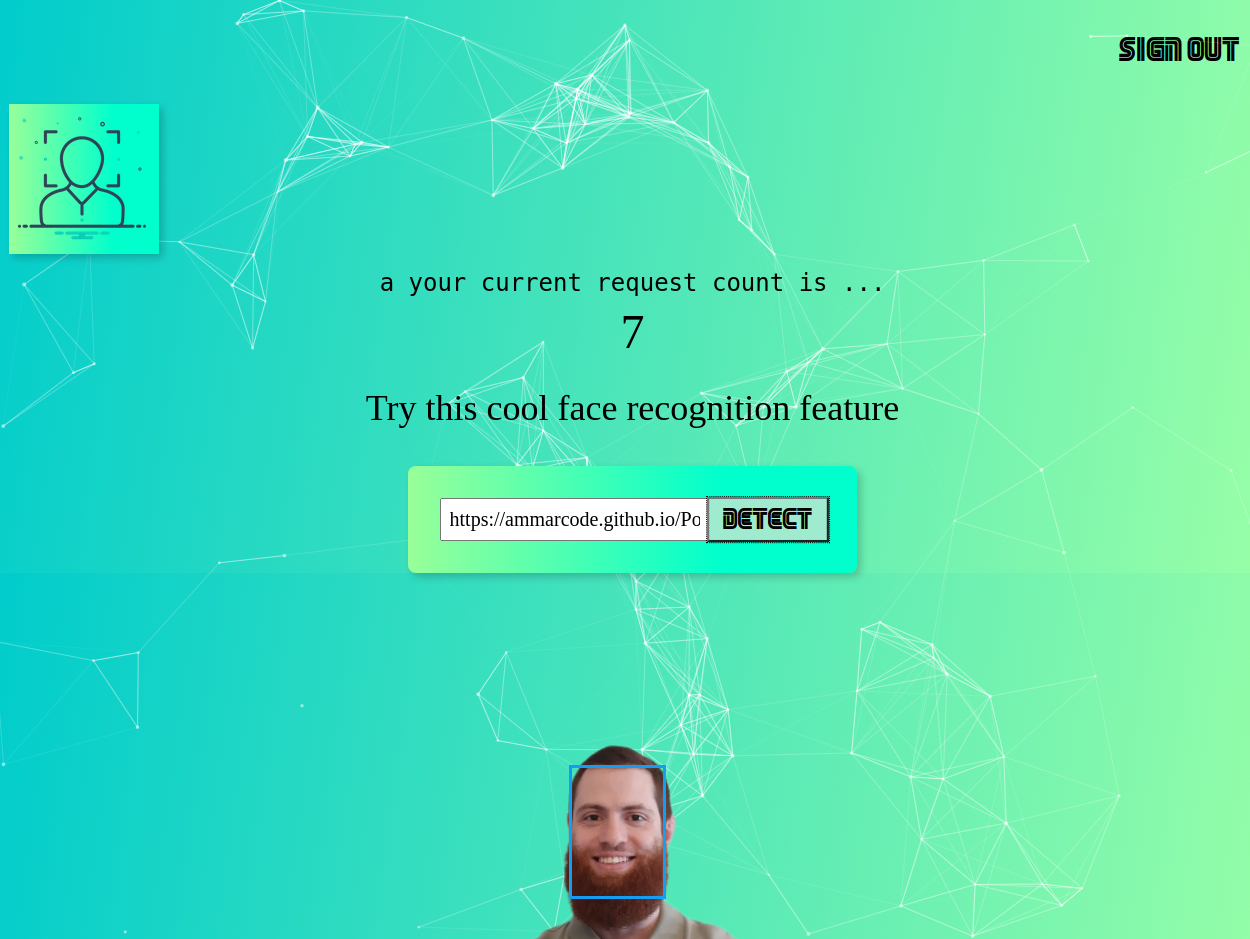 SIGN OUT
a your current request count is ...
7
Try this cool face recognition feature
https://ammarcode.github.io/Po
DETECT